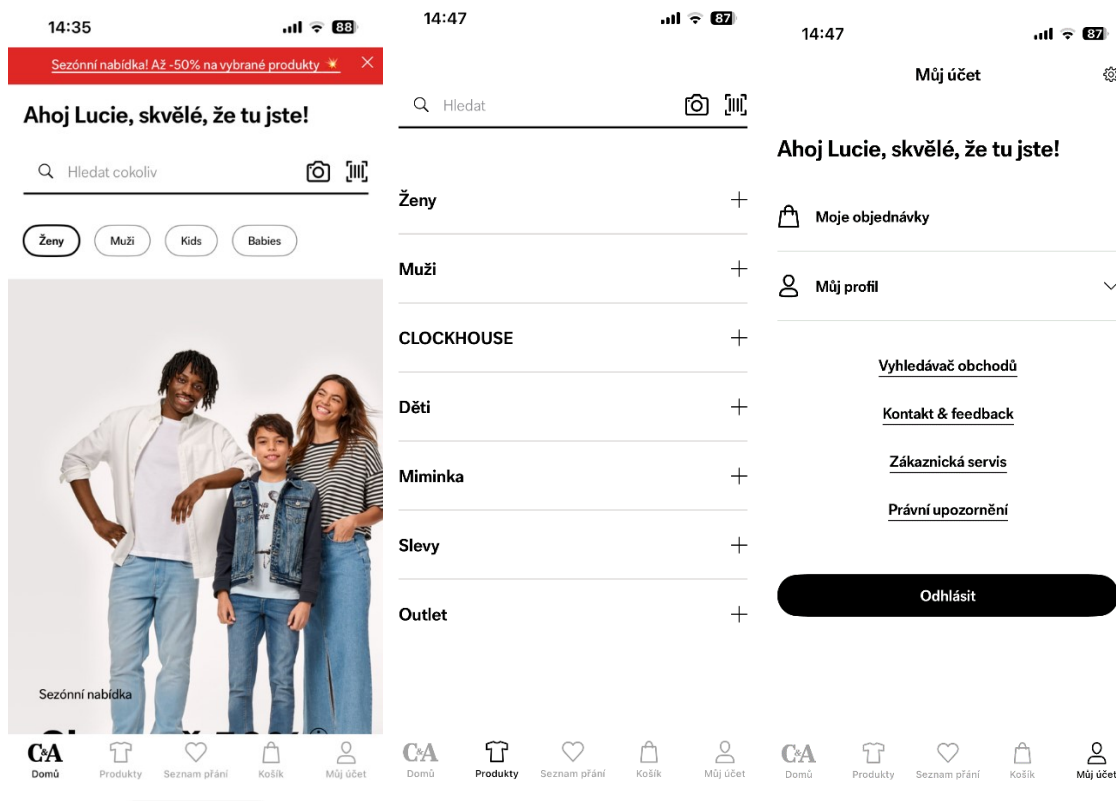 14:35
88
Sezónní nabídka! Až -50% na vybrané produkty
Ahoj Lucie, skvělé, že tu jste!
Hledat cokoliv
Ženy
Muži
Kids
Babies
Sezónní nabídka
C&A
Domů
Produkty
Seznam přání
Košík
Můj účet
14:47
87
Hledat
Ženy
Muži
CLOCKHOUSE
Děti
Miminka
Slevy
Outlet
C&A
Domů
Produkty
Seznam přání
Košík
Můj účet
14:47
87
Můj účet
Ahoj Lucie, skvělé, že tu jste!
Moje objednávky
Můj profil
Vyhledávač obchodů
Kontakt & feedback
Zákaznická servis
Právní upozornění
Odhlásit
C&A
Domů
Produkty
Seznam přání
Košík
Můj účet